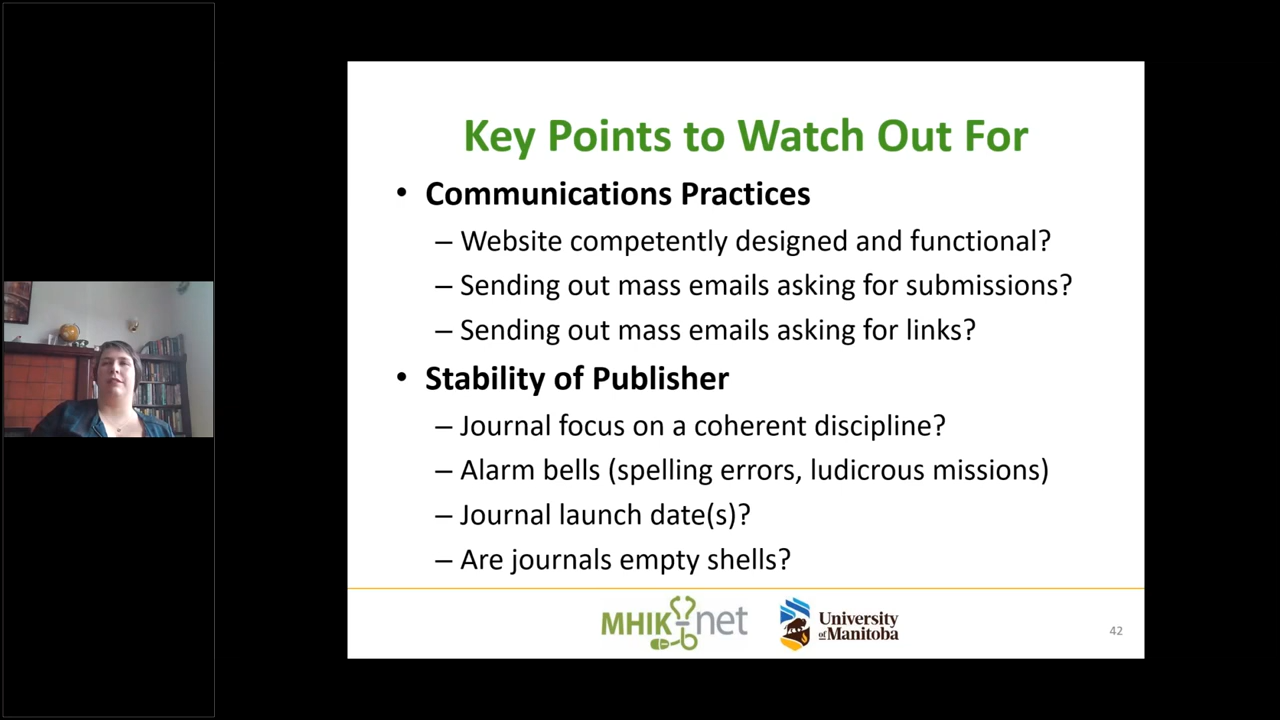 Key Points to Watch Out For
• Communications Practices
– Website competently designed and functional?
– Sending out mass emails asking for submissions?
– Sending out mass emails asking for links?
• Stability of Publisher
– Journal focus on a coherent discipline?
– Alarm bells (spelling errors, ludicrous missions)
– Journal launch date(s)?
– Are journals empty shells?
MHIKnet
University
of Manitoba
42